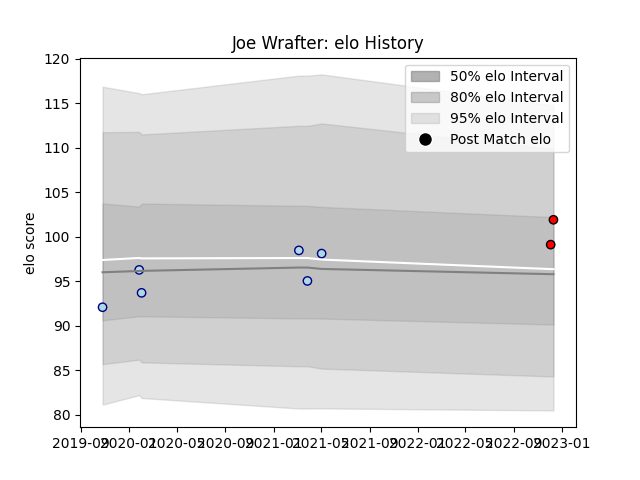 Joe Wrafter: elo History
120
115
110
105
100
95
90
85
80
elo score
50% elo Interval
80% elo Interval
95% elo Interval
Post Match elo
2019-09 2020-01 2020-05 2020-09 2021-01 2021-05 2021-09 2022-01 2022-05 2022-09 2023-01